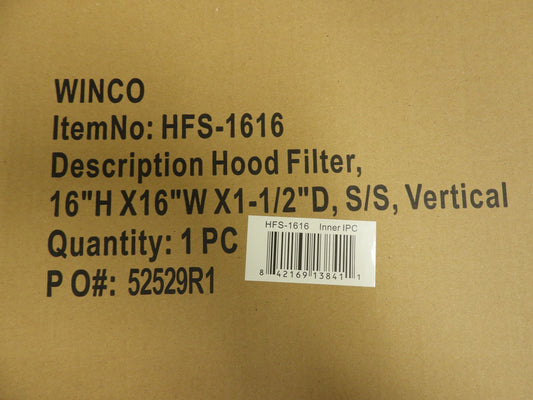 WINCO
ItemNo: HFS-1616
Description Hood Filter,
16"H X16"W X1-1/2"D, S/S, Vertical
Quantity: 1 PC
P O#: 52529R1
HFS-1616 Inner IPC
8 42169 13841 1